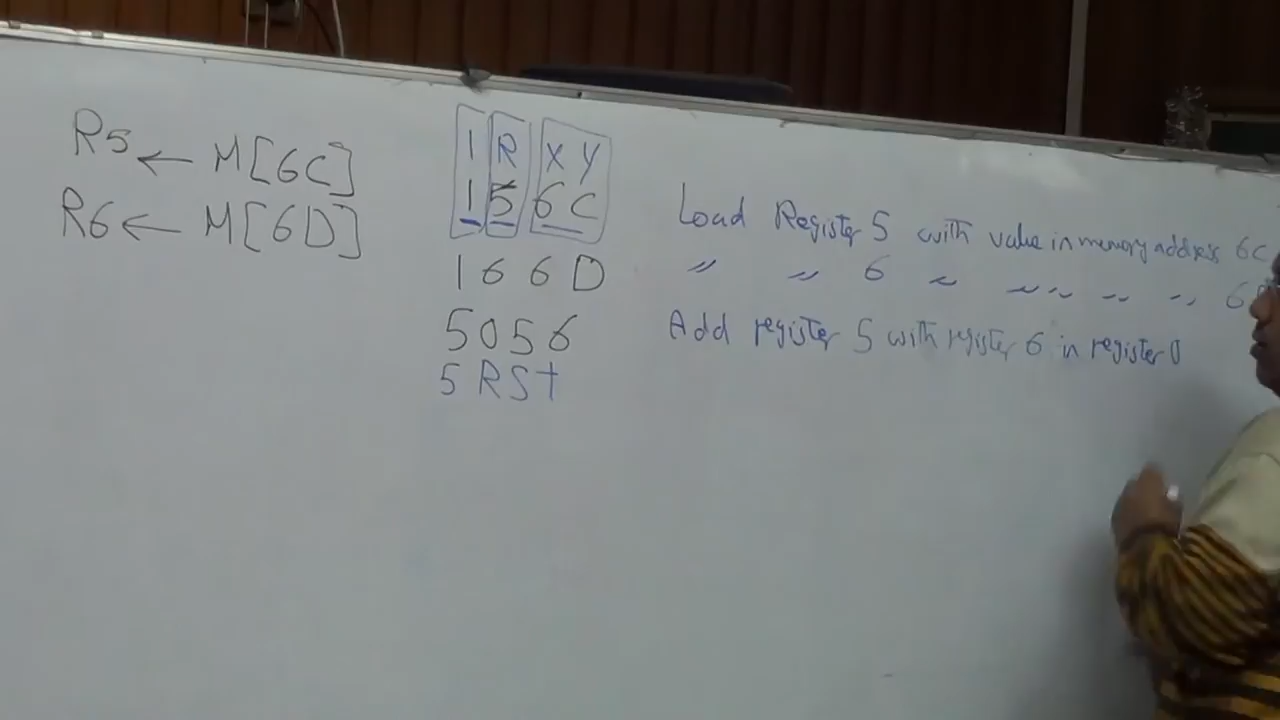 R5 ← M[6C]
R6 ← M[6D]
1 R X Y
1 5 6 C
1 6 6 D
5 0 5 6
5 R S t
Load Register 5 with value in memory address 6C
〃 〃 6 〃 〃 〃 〃 〃 6
Add register 5 with register 6 in register 0